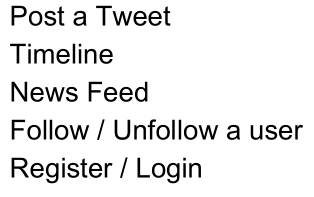 Post a Tweet
Timeline
News Feed
Follow / Unfollow a user
Register / Login